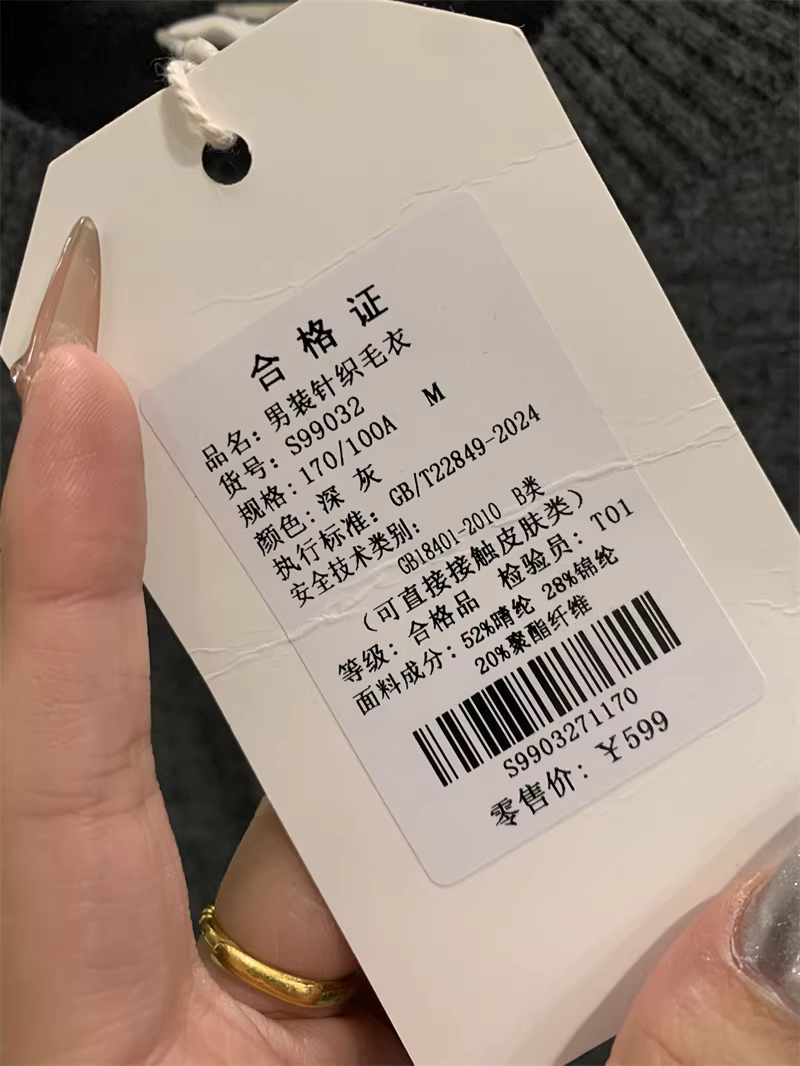 合格证
品名：男装针织毛衣
货号：S99032
规格：170/100A M
颜色：深 灰
执行标准：GB/T22849-2024
安全技术类别：
GB18401-2010 B类
（可直接接触皮肤类）
等级：合格品 检验员：T01
面料成分：52%晴纶 28%锦纶
20%聚酯纤维
S9903271170
零售价：¥599